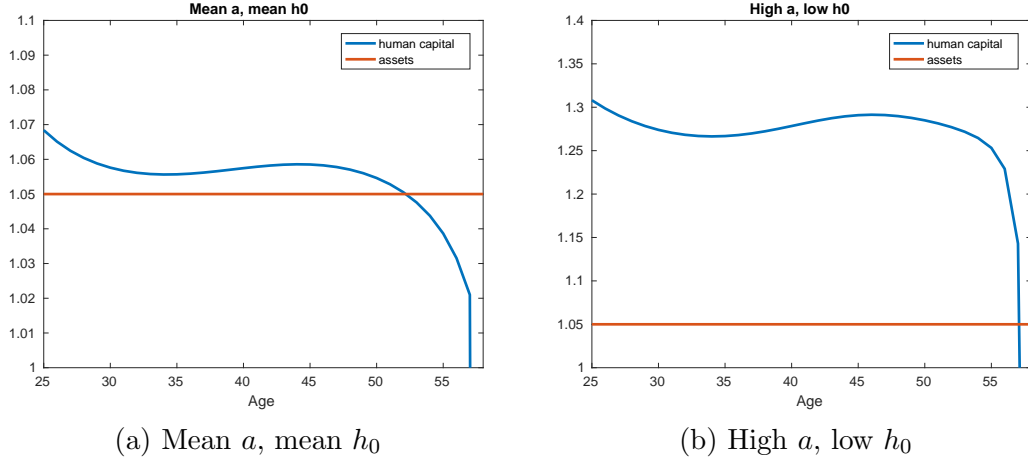 Mean a, mean h0
1.1
1.09
1.08
1.07
1.06
1.05
1.04
1.03
1.02
1.01
1
25 30 35 40 45 50 55
Age
human capital
assets
(a) Mean a, mean h₀
High a, low h0
1.4
1.35
1.3
1.25
1.2
1.15
1.1
1.05
1
25 30 35 40 45 50 55
Age
human capital
assets
(b) High a, low h₀